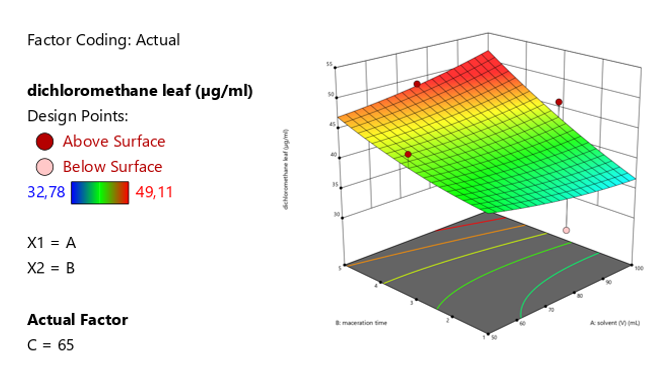 Factor Coding: Actual
dichloromethane leaf (µg/ml)
Design Points:
Above Surface
Below Surface
32,78 49,11
X1 = A
X2 = B
Actual Factor
C = 65
dichloromethane leaf (µg/ml)
55
50
45
40
35
30
5
4
3
2
1
50
60
70
80
90
100
B: maceration time
A: solvent (V) (mL)